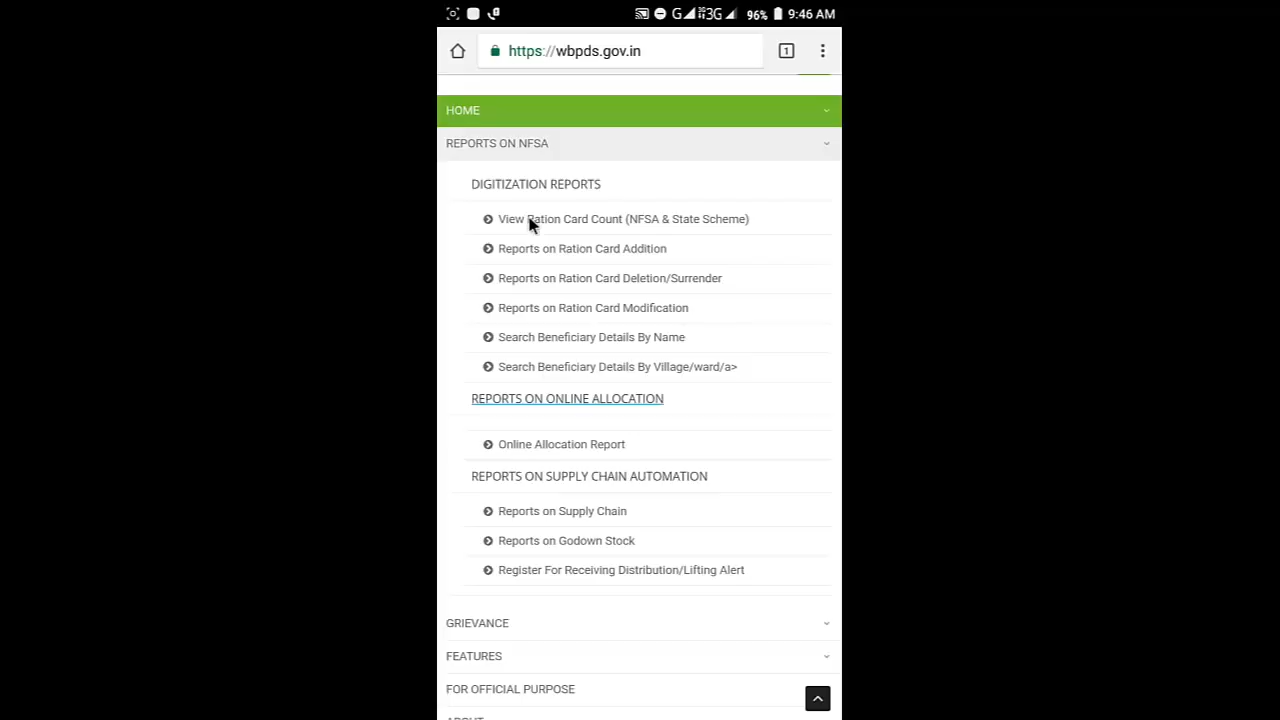 G 3G 96% 9:46 AM
https://wbpds.gov.in 1
HOME
REPORTS ON NFSA
DIGITIZATION REPORTS
View Ration Card Count (NFSA & State Scheme)
Reports on Ration Card Addition
Reports on Ration Card Deletion/Surrender
Reports on Ration Card Modification
Search Beneficiary Details By Name
Search Beneficiary Details By Village/ward/a>
REPORTS ON ONLINE ALLOCATION
Online Allocation Report
REPORTS ON SUPPLY CHAIN AUTOMATION
Reports on Supply Chain
Reports on Godown Stock
Register For Receiving Distribution/Lifting Alert
GRIEVANCE
FEATURES
FOR OFFICIAL PURPOSE